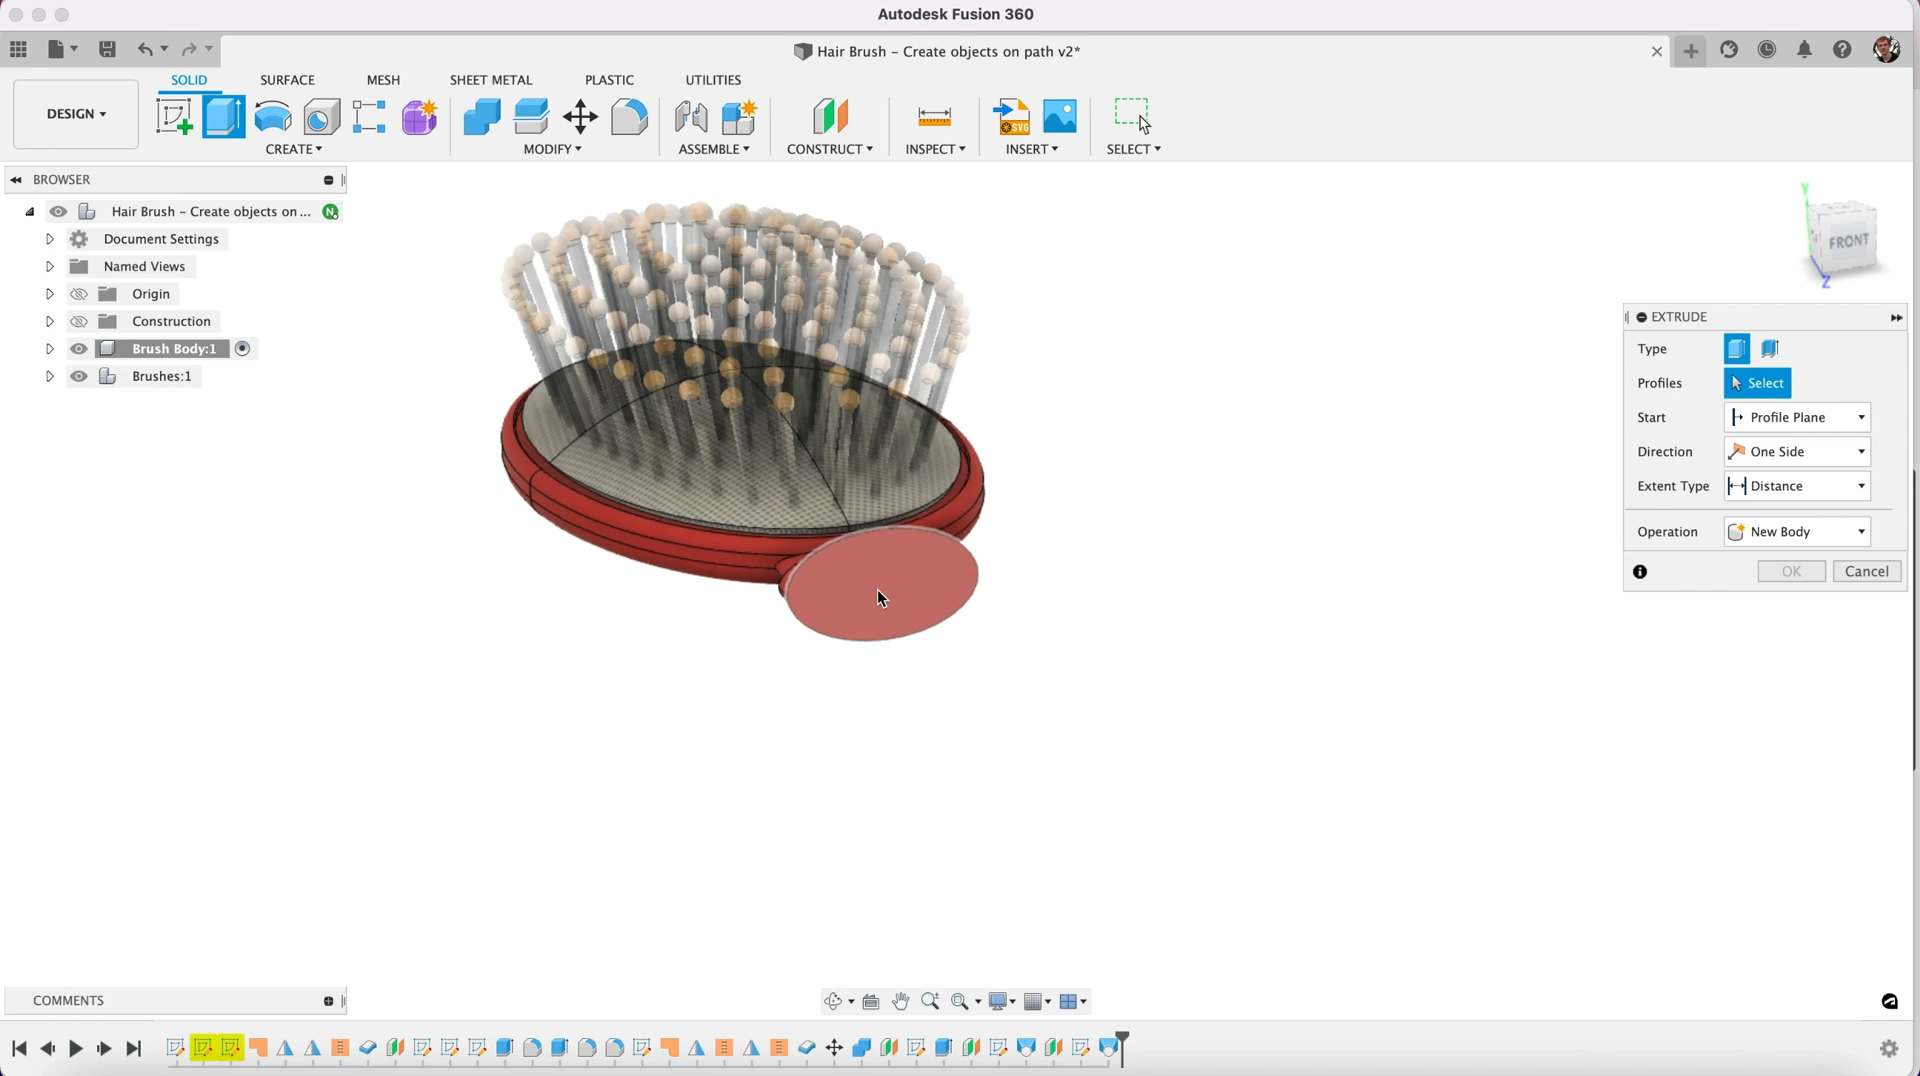 Autodesk Fusion 360
Hair Brush – Create objects on path v2*
DESIGN
SOLID
SURFACE
MESH
SHEET METAL
PLASTIC
UTILITIES
CREATE
MODIFY
ASSEMBLE
CONSTRUCT
INSPECT
INSERT
SVG
SELECT
BROWSER
Hair Brush – Create objects on ...
N
Document Settings
Named Views
Origin
Construction
Brush Body:1
Brushes:1
Y
FRONT
Z
EXTRUDE
Type
Profiles
Select
Start
Profile Plane
Direction
One Side
Extent Type
Distance
Operation
New Body
OK
Cancel
COMMENTS